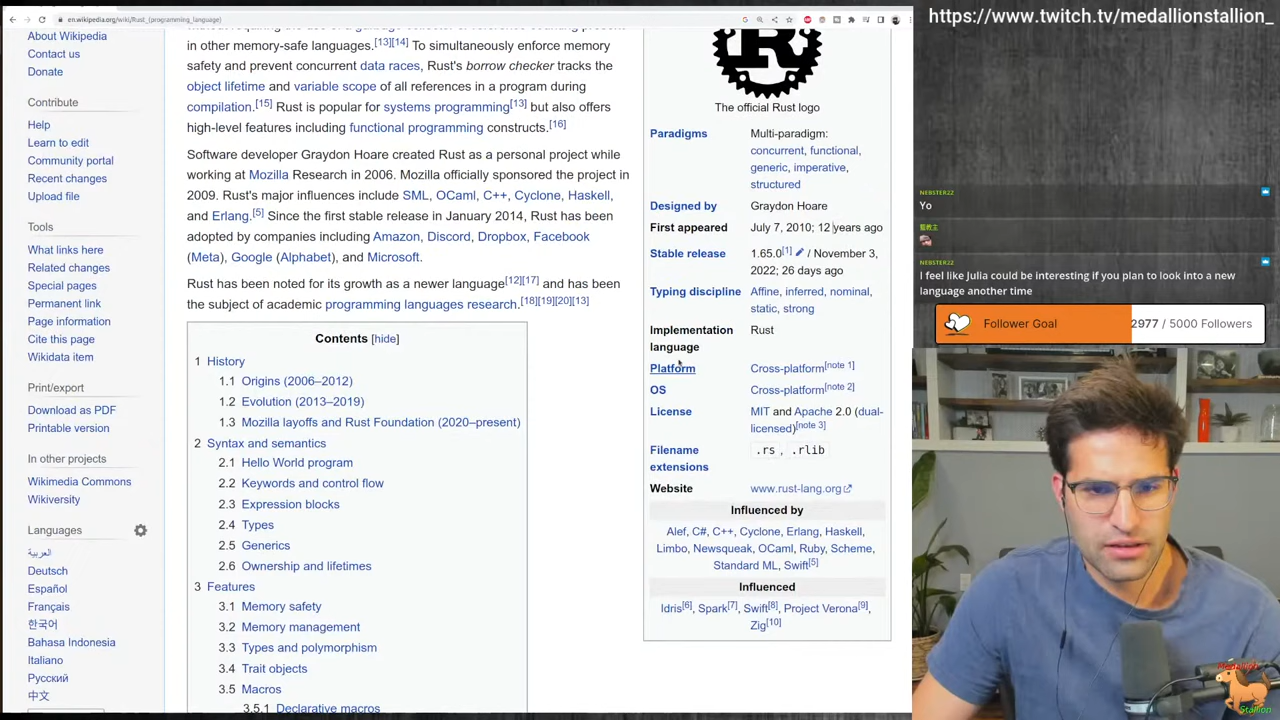 en.wikipedia.org/wiki/Rust_(programming_language)
https://www.twitch.tv/medallionstallion_
About Wikipedia
Contact us
Donate
Contribute
Help
Learn to edit
Community portal
Recent changes
Upload file
Tools
What links here
Related changes
Special pages
Permanent link
Page information
Cite this page
Wikidata item
Print/export
Download as PDF
Printable version
In other projects
Wikimedia Commons
Wikiversity
Languages
العربية
Deutsch
Español
Français
한국어
Bahasa Indonesia
Italiano
Русский
中文
in other memory-safe languages.[13][14] To simultaneously enforce memory
safety and prevent concurrent data races, Rust's borrow checker tracks the
object lifetime and variable scope of all references in a program during
compilation.[15] Rust is popular for systems programming[13] but also offers
high-level features including functional programming constructs.[16]
Software developer Graydon Hoare created Rust as a personal project while
working at Mozilla Research in 2006. Mozilla officially sponsored the project in
2009. Rust's major influences include SML, OCaml, C++, Cyclone, Haskell,
and Erlang.[5] Since the first stable release in January 2014, Rust has been
adopted by companies including Amazon, Discord, Dropbox, Facebook
(Meta), Google (Alphabet), and Microsoft.
Rust has been noted for its growth as a newer language[12][17] and has been
the subject of academic programming languages research.[18][19][20][13]
Contents [hide]
1 History
1.1 Origins (2006–2012)
1.2 Evolution (2013–2019)
1.3 Mozilla layoffs and Rust Foundation (2020–present)
2 Syntax and semantics
2.1 Hello World program
2.2 Keywords and control flow
2.3 Expression blocks
2.4 Types
2.5 Generics
2.6 Ownership and lifetimes
3 Features
3.1 Memory safety
3.2 Memory management
3.3 Types and polymorphism
3.4 Trait objects
3.5 Macros
3.5.1 Declarative macros
R
The official Rust logo
Paradigms Multi-paradigm:
concurrent, functional,
generic, imperative,
structured
Designed by Graydon Hoare
First appeared July 7, 2010; 12 years ago
Stable release 1.65.0[1] / November 3,
2022; 26 days ago
Typing discipline Affine, inferred, nominal,
static, strong
Implementation Rust
language
Platform Cross-platform[note 1]
OS Cross-platform[note 2]
License MIT and Apache 2.0 (dual-
licensed)[note 3]
Filename .rs, .rlib
extensions
Website www.rust-lang.org
Influenced by
Alef, C#, C++, Cyclone, Erlang, Haskell,
Limbo, Newsqueak, OCaml, Ruby, Scheme,
Standard ML, Swift[5]
Influenced
Idris[6], Spark[7], Swift[8], Project Verona[9],
Zig[10]
NEBSTER22
Yo
NEBSTER22
I feel like Julia could be interesting if you plan to look into a new
language another time
Follower Goal 2977 / 5000 Followers
Medallion
Stallion